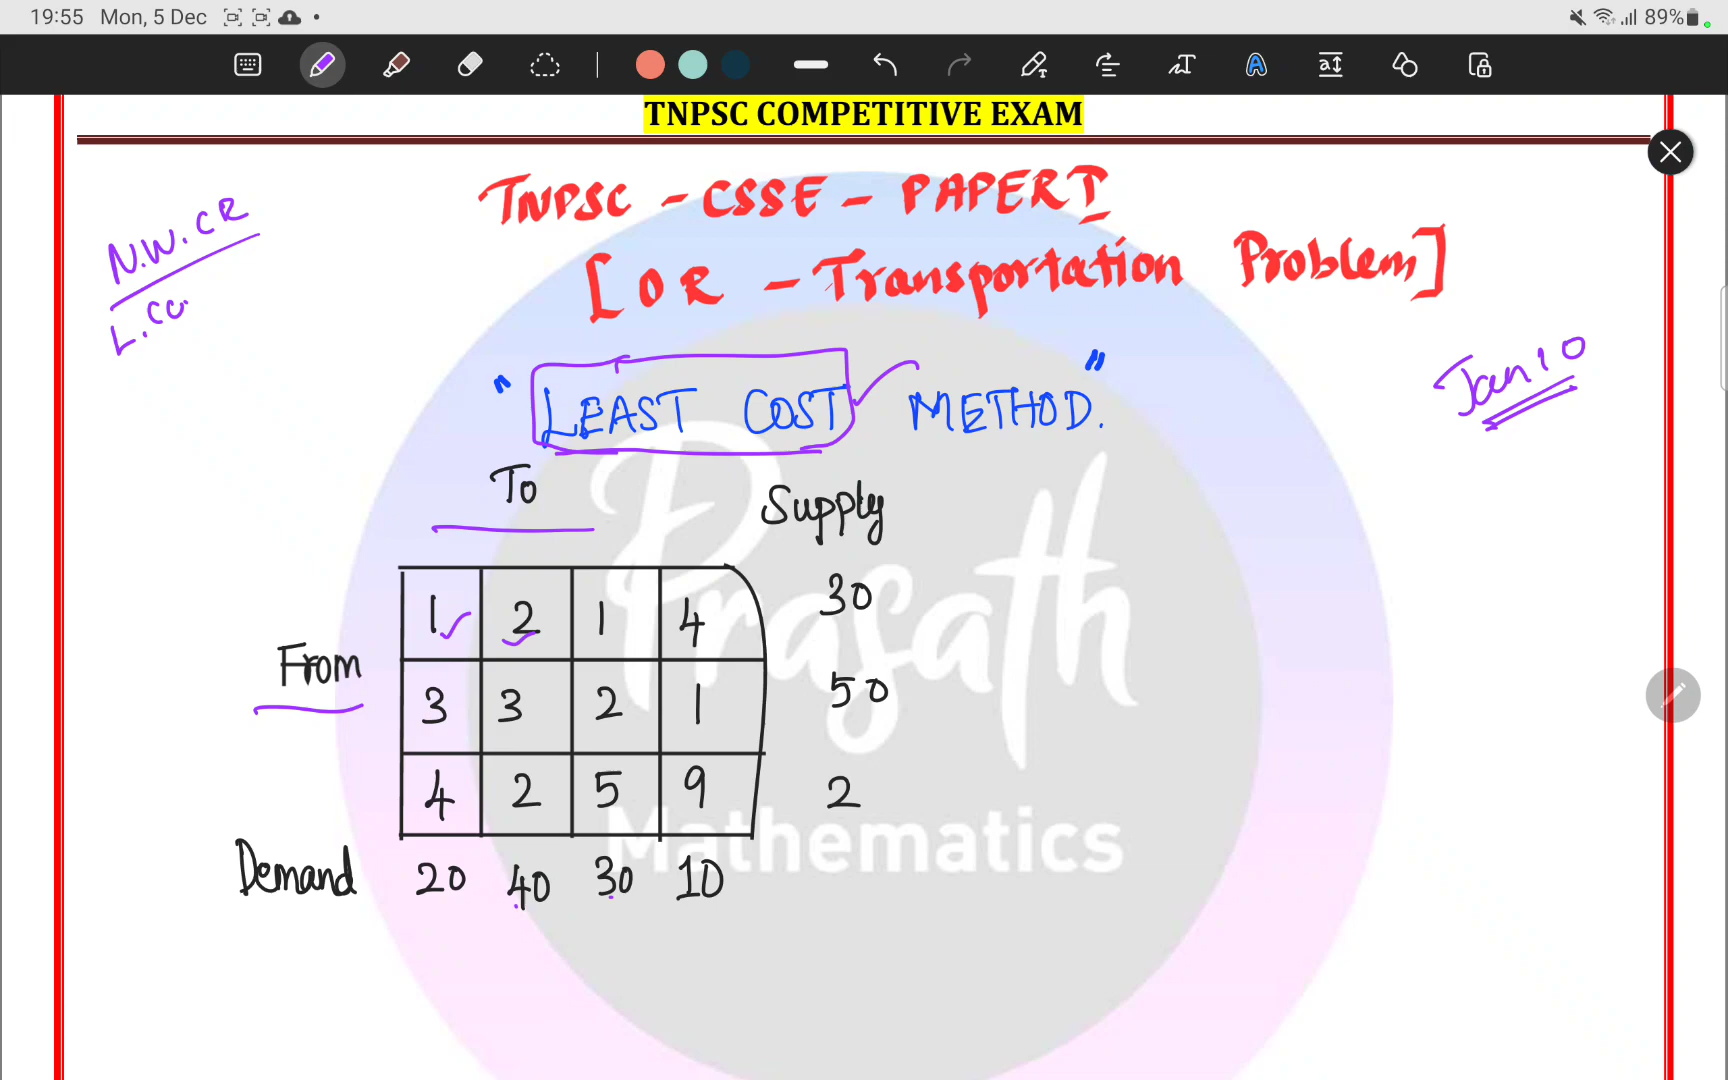 19:55 Mon, 5 Dec
89%
TNPSC COMPETITIVE EXAM
TNPSC - CSSE - PAPER I
[OR - Transportation Problem]
N.W.CR
L.CO
"LEAST COST METHOD."
Jan 10
To
Supply
1 2 1 4 30
From
3 3 2 1 50
4 2 5 9 2
Demand 20 40 30 10
Prasath
Mathematics